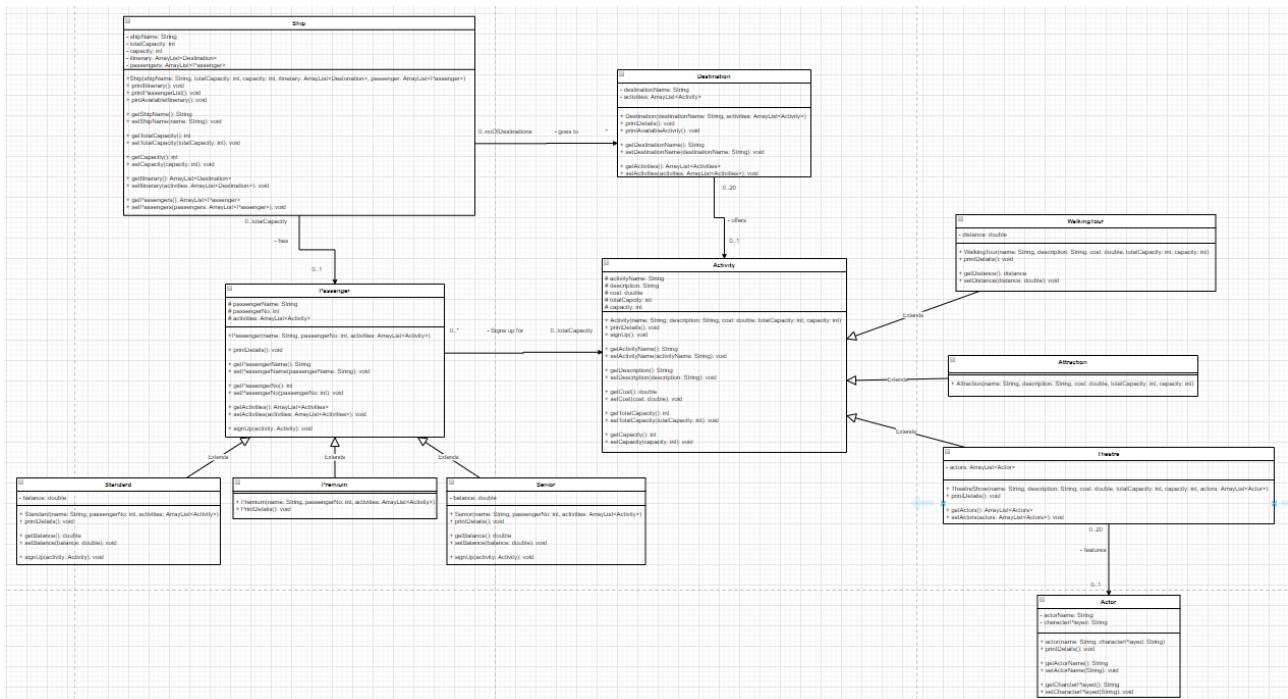 Ship
- shipName: String
- totalCapacity: int
- capacity: int
- itinerary: ArrayList<Destination>
- passengers: ArrayList<Passenger>
+Ship(shipName: String, totalCapacity: int, capacity: int, itinerary: ArrayList<Destionation>, passenger: ArrayList<Passenger>)
+ printItinerary(): void
+ printPassengerList(): void
+ pintAvailableItinerary(): void
+ getShipName(): String
+ setShipName(name: String): void
+ getTotalCapacity(): int
+ setTotalCapacity(totalCapacity: int): void
+ getCapacity(): int
+ setCapacity(capacity: int): void
+ getItinerary(): ArrayList<Destination>
+ setItinerary(activities: ArrayList<Destination>): void
+ getPassengers(): ArrayList<Passenger>
+ setPassengers(passengers: ArrayList<Passenger>): void
0..noOfDestinations
- goes to
*
Destination
- destinationName: String
- activities: ArrayList<Activity>
+ Destination(destinationName: String, activities: ArrayList<Activity>)
+ printDetails(): void
+ printAvailableActivity(): void
+ getDestinationName(): String
+ setDestinationName(destinationName: String): void
+ getActivities(): ArrayList<Activities>
+ setActivities(activities: ArrayList<Activities>): void
0..totalCapacity
- has
0..1
0..20
- offers
0..1
Passenger
# passengerName: String
# passengerNo: int
# activities: ArrayList<Activity>
+Passenger(name: String, passengerNo: int, activities: ArrayList<Activity>)
+ printDetails(): void
+ getPassengerName(): String
+ setPassengerName(passengerName: String): void
+ getPassengerNo(): int
+ setPassengerNo(passengerNo: int): void
+ getActivities(): ArrayList<Activities>
+ setActivities(activities: ArrayList<Activities>): void
+ signUp(activity: Activity): void
0..*
- Signs up for
0..totalCapacity
Activity
# activityName: String
# description: String
# cost: double
# totalCapcity: int
# capacity: int
+ Activity(name: String, description: String, cost: double, totalCapacity: int, capacity: int)
+ printDetails(): void
+ signUp(): void
+ getActivityName(): String
+ setActivityName(activityName: String): void
+ getDescription(): String
+ setDescription(description: String): void
+ getCost(): double
+ setCost(cost: double): void
+ getTotalCapacity(): int
+ setTotalCapacity(totalCapacity: int): void
+ getCapacity(): int
+ setCapacity(capacity: int): void
WalkingTour
- distance: double
+ WalkingTour(name: String, description: String, cost: double, totalCapacity: int, capacity: int)
+ printDetails(): void
+ getDistance(): distance
+ setDistance(distance: double): void
Extends
Attraction
+ Attraction(name: String, description: String, cost: double, totalCapacity: int, capacity: int)
Extends
Extends
Theatre
- actors: ArrayList<Actor>
+ TheatreShow(name: String, description: String, cost: double, totalCapacity: int, capacity: int, actors: ArrayList<Actor>)
+ printDetails(): void
+ getActors(): ArrayList<Actors>
+ setActors(actors: ArrayList<Actors>): void
Extends
Extends
Extends
Standard
- balance: double
+ Standard(name: String, passengerNo: int, activities: ArrayList<Activity>)
+ printDetails(): void
+ getBalance(): double
+ setBalance(balance: double): void
+ signUp(activity: Activity): void
Premium
+ Premium(name: String, passengerNo: int, activities: ArrayList<Activity>)
+ PrintDetails(): void
Senior
- balance: double
+ Senior(name: String, passengerNo: int, activities: ArrayList<Activity>)
+ printDetails(): void
+ getBalance(): double
+ setBalance(balance: double): void
+ signUp(activity: Activity): void
0..20
- features
0..1
Actor
- actorName: String
- characterPlayed: String
+ actor(name: String, characterPlayed: String)
+ printDetails(): void
+ getActorName(): String
+ setActorName(String): void
+ getCharcterPlayed(): String
+ setCharacterPlayed(String): void